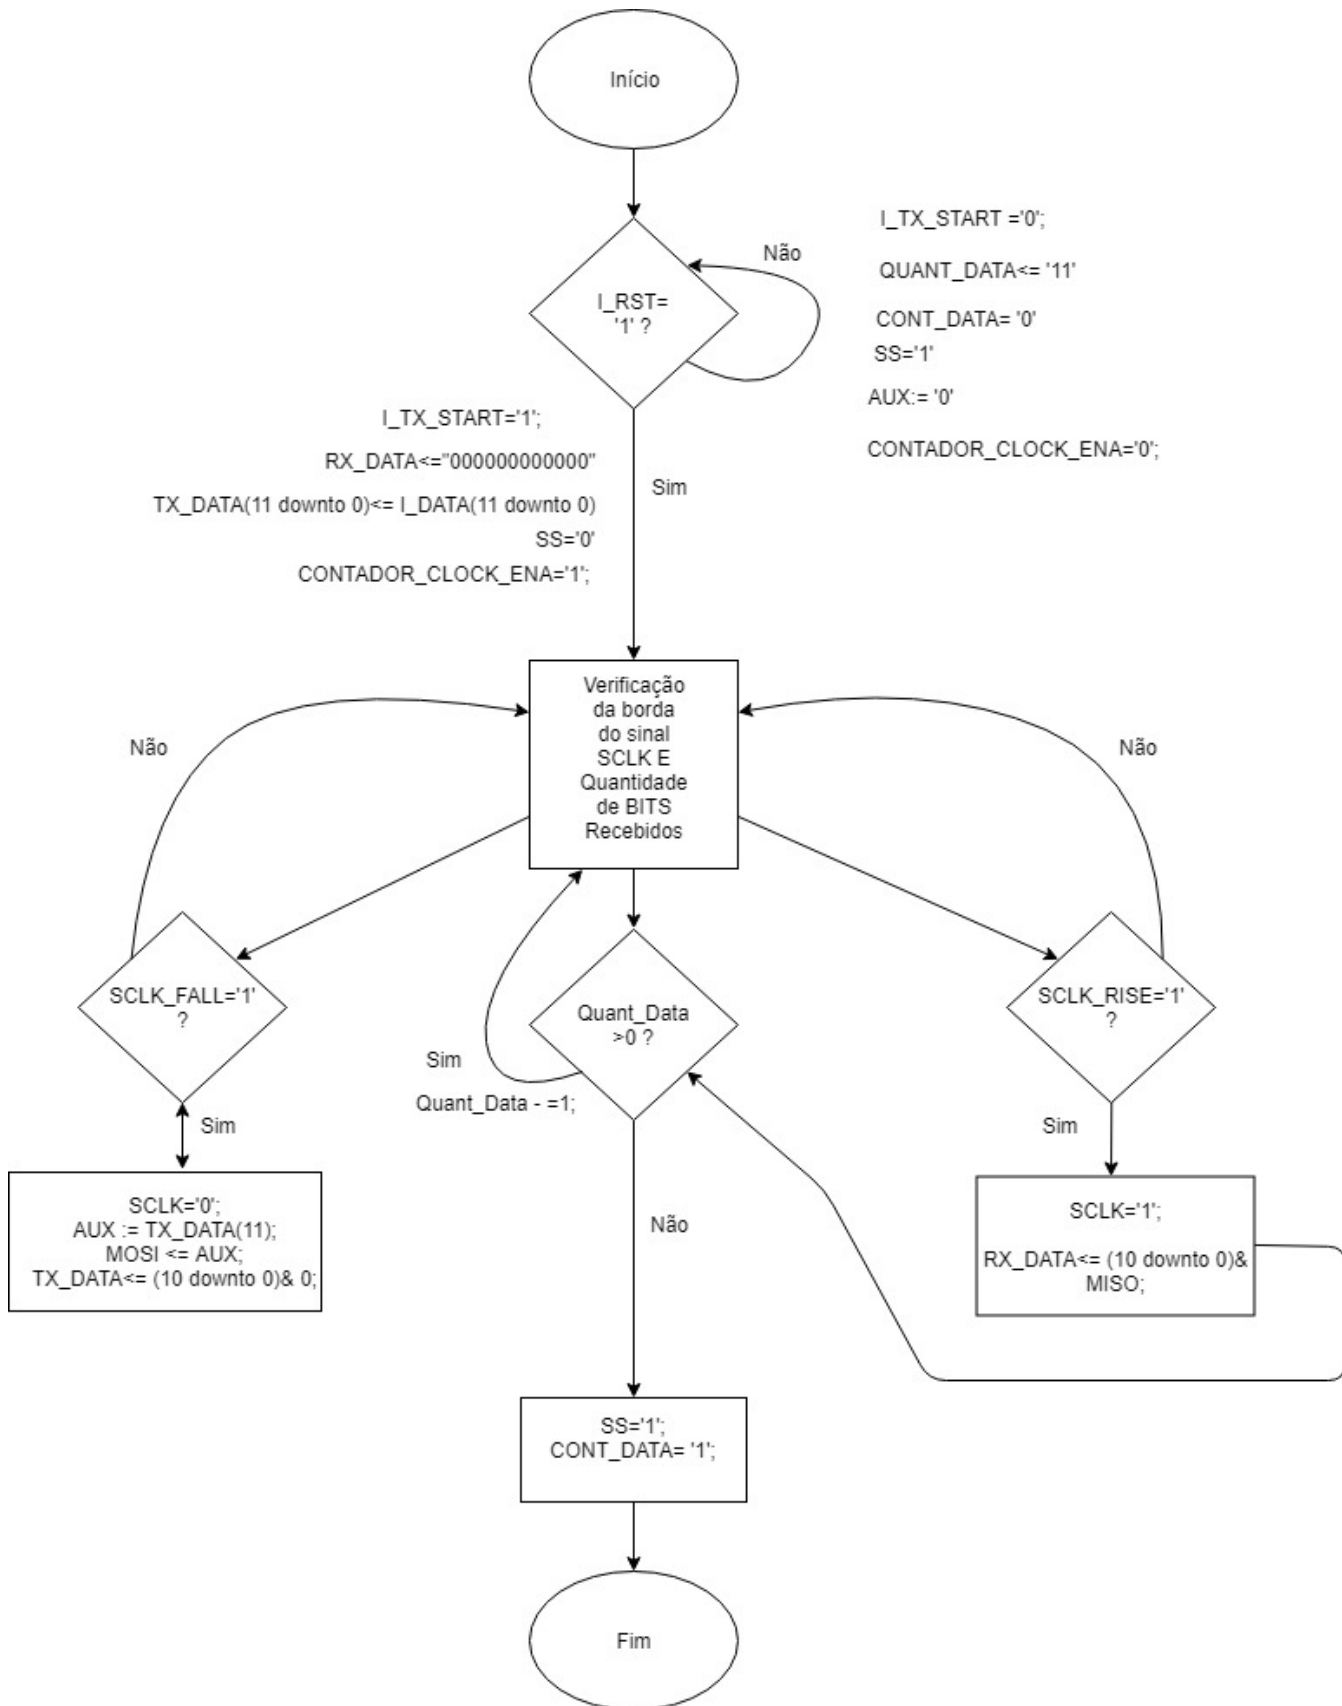 Início
I_TX_START ='0';
Não
QUANT_DATA<= '11'
I_RST=
'1' ?
CONT_DATA= '0'
SS='1'
AUX:= '0'
CONTADOR_CLOCK_ENA='0';
I_TX_START='1';
RX_DATA<="000000000000"
Sim
TX_DATA(11 downto 0)<= I_DATA(11 downto 0)
SS='0'
CONTADOR_CLOCK_ENA='1';
Verificação
da borda
do sinal
SCLK E
Quantidade
de BITS
Recebidos
Não
Não
SCLK_FALL='1'
?
Quant_Data
>0 ?
SCLK_RISE='1'
?
Sim
Quant_Data - =1;
Sim
Sim
SCLK='0';
AUX := TX_DATA(11);
MOSI <= AUX;
TX_DATA<= (10 downto 0)& 0;
Não
SCLK='1';
RX_DATA<= (10 downto 0)&
MISO;
SS='1';
CONT_DATA= '1';
Fim